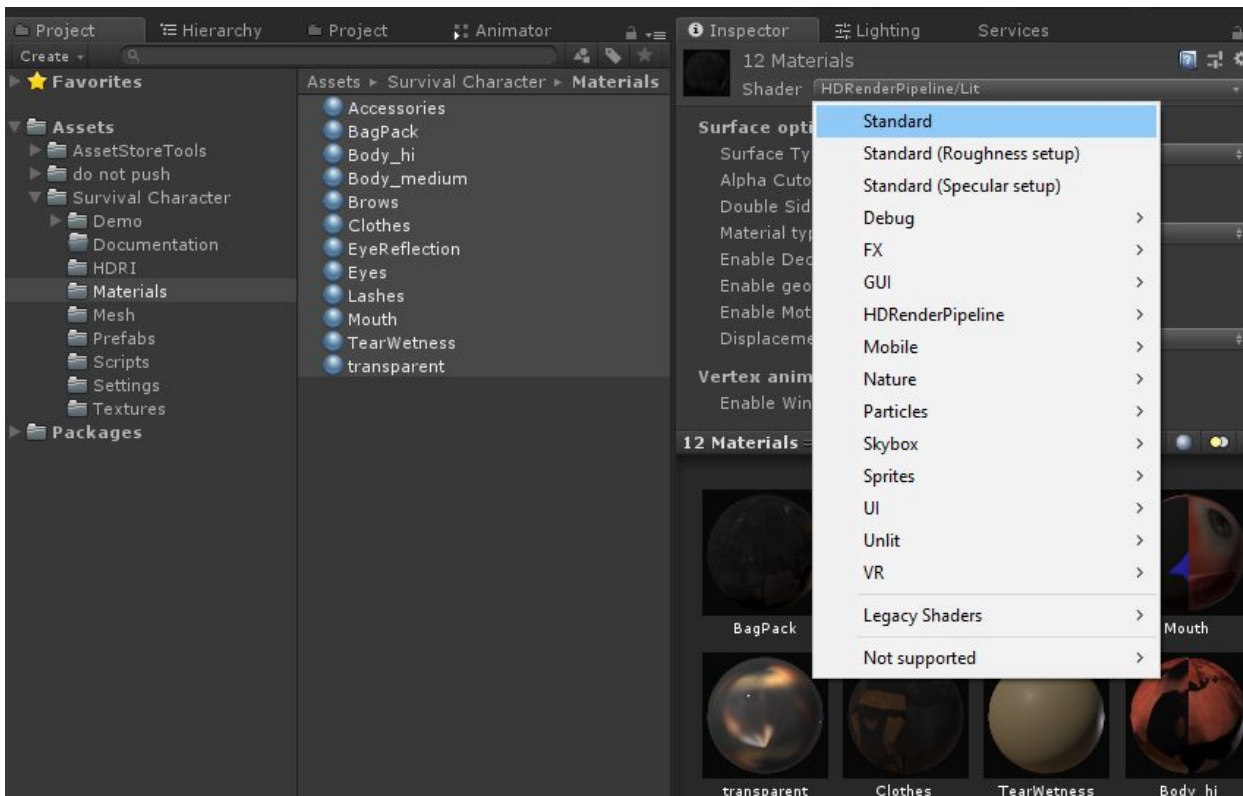 Project Hierarchy Project Animator
Create
Favorites
Assets
AssetStoreTools
do not push
Survival Character
Demo
Documentation
HDRI
Materials
Mesh
Prefabs
Scripts
Settings
Textures
Packages
Assets ▸ Survival Character ▸ Materials
Accessories
BagPack
Body_hi
Body_medium
Brows
Clothes
EyeReflection
Eyes
Lashes
Mouth
TearWetness
transparent
Inspector Lighting Services
12 Materials
Shader HDRenderPipeline/Lit
Surface opti
Surface Ty
Alpha Cuto
Double Sid
Material typ
Enable Dec
Enable geo
Enable Mot
Displaceme
Vertex anim
Enable Win
12 Materials
Standard
Standard (Roughness setup)
Standard (Specular setup)
Debug
FX
GUI
HDRenderPipeline
Mobile
Nature
Particles
Skybox
Sprites
UI
Unlit
VR
Legacy Shaders
Not supported
BagPack Mouth
transparent Clothes TearWetness Body_hi